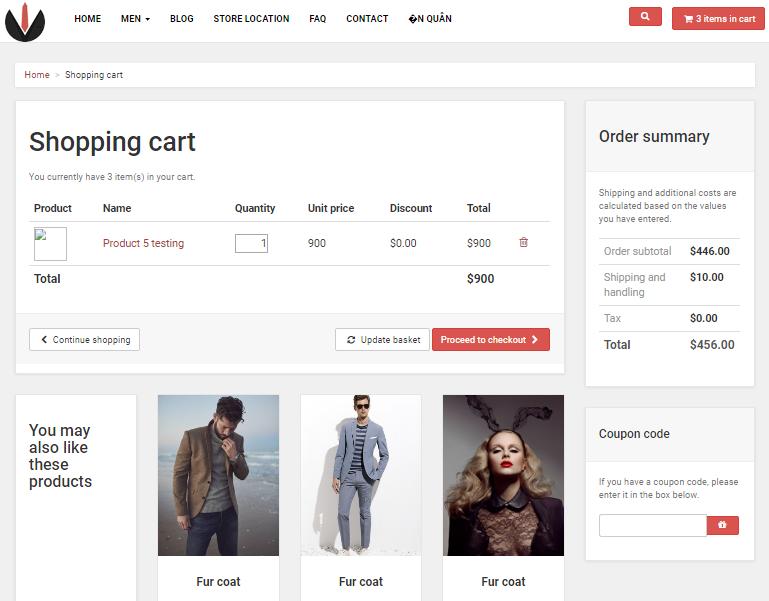 HOME MEN BLOG STORE LOCATION FAQ CONTACT �N QUÂN
3 items in cart
Home > Shopping cart
Shopping cart
You currently have 3 item(s) in your cart.
Product Name Quantity Unit price Discount Total
Product 5 testing 1 900 $0.00 $900
Total $900
Continue shopping Update basket Proceed to checkout
Order summary
Shipping and additional costs are
calculated based on the values
you have entered.
Order subtotal $446.00
Shipping and $10.00
handling
Tax $0.00
Total $456.00
You may
also like
these
products
Fur coat
Fur coat
Fur coat
Coupon code
If you have a coupon code, please
enter it in the box below.